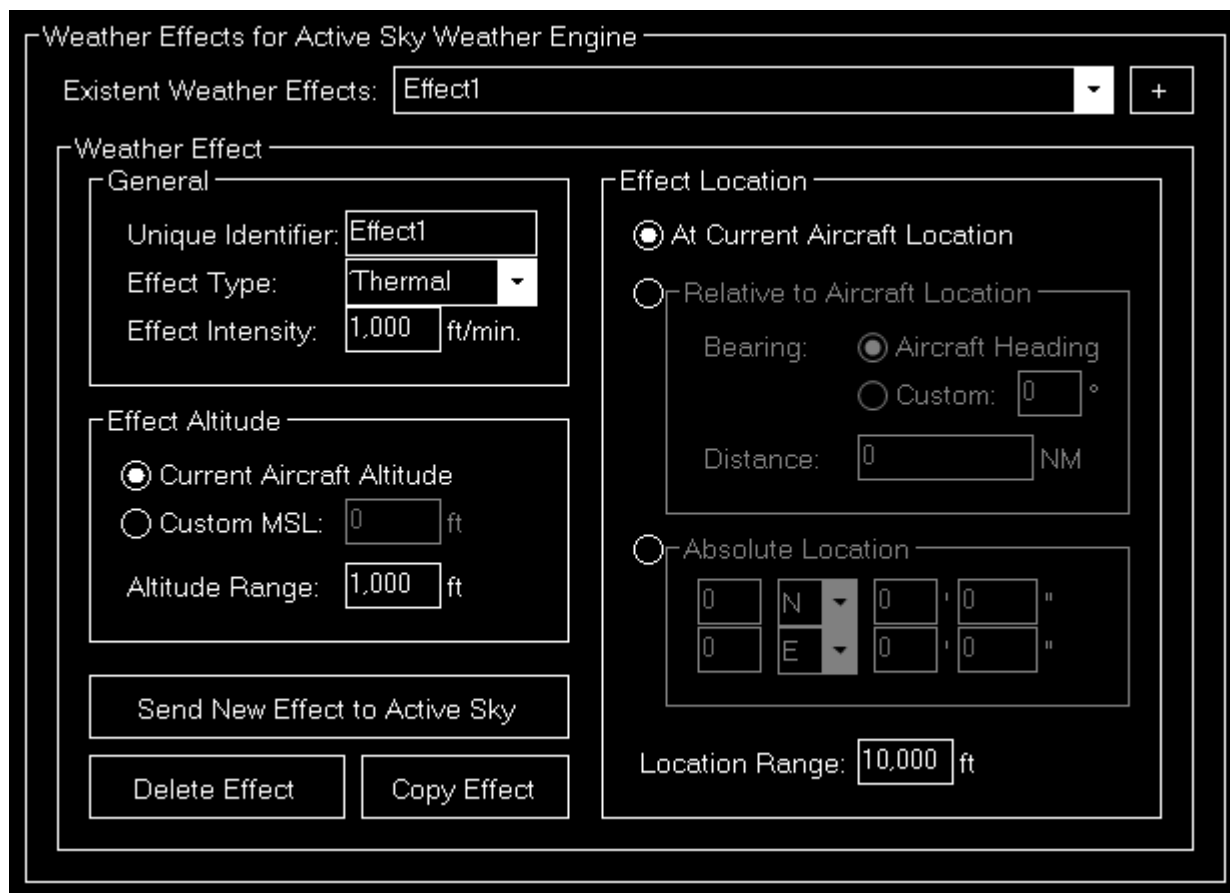 Weather Effects for Active Sky Weather Engine
Existent Weather Effects: Effect1 +
Weather Effect
General
Unique Identifier: Effect1
Effect Type: Thermal
Effect Intensity: 1,000 ft/min.
Effect Altitude
Current Aircraft Altitude
Custom MSL: 0 ft
Altitude Range: 1,000 ft
Send New Effect to Active Sky
Delete Effect Copy Effect
Effect Location
At Current Aircraft Location
Relative to Aircraft Location
Bearing: Aircraft Heading
Custom: 0 °
Distance: 0 NM
Absolute Location
0 N 0 ' 0 "
0 E 0 ' 0 "
Location Range: 10,000 ft